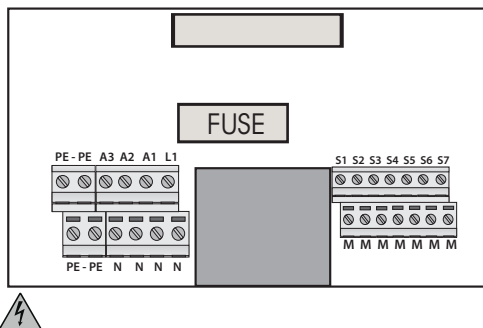 FUSE
PE - PE A3 A2 A1 L1
S1 S2 S3 S4 S5 S6 S7
PE - PE N N N N
M M M M M M M